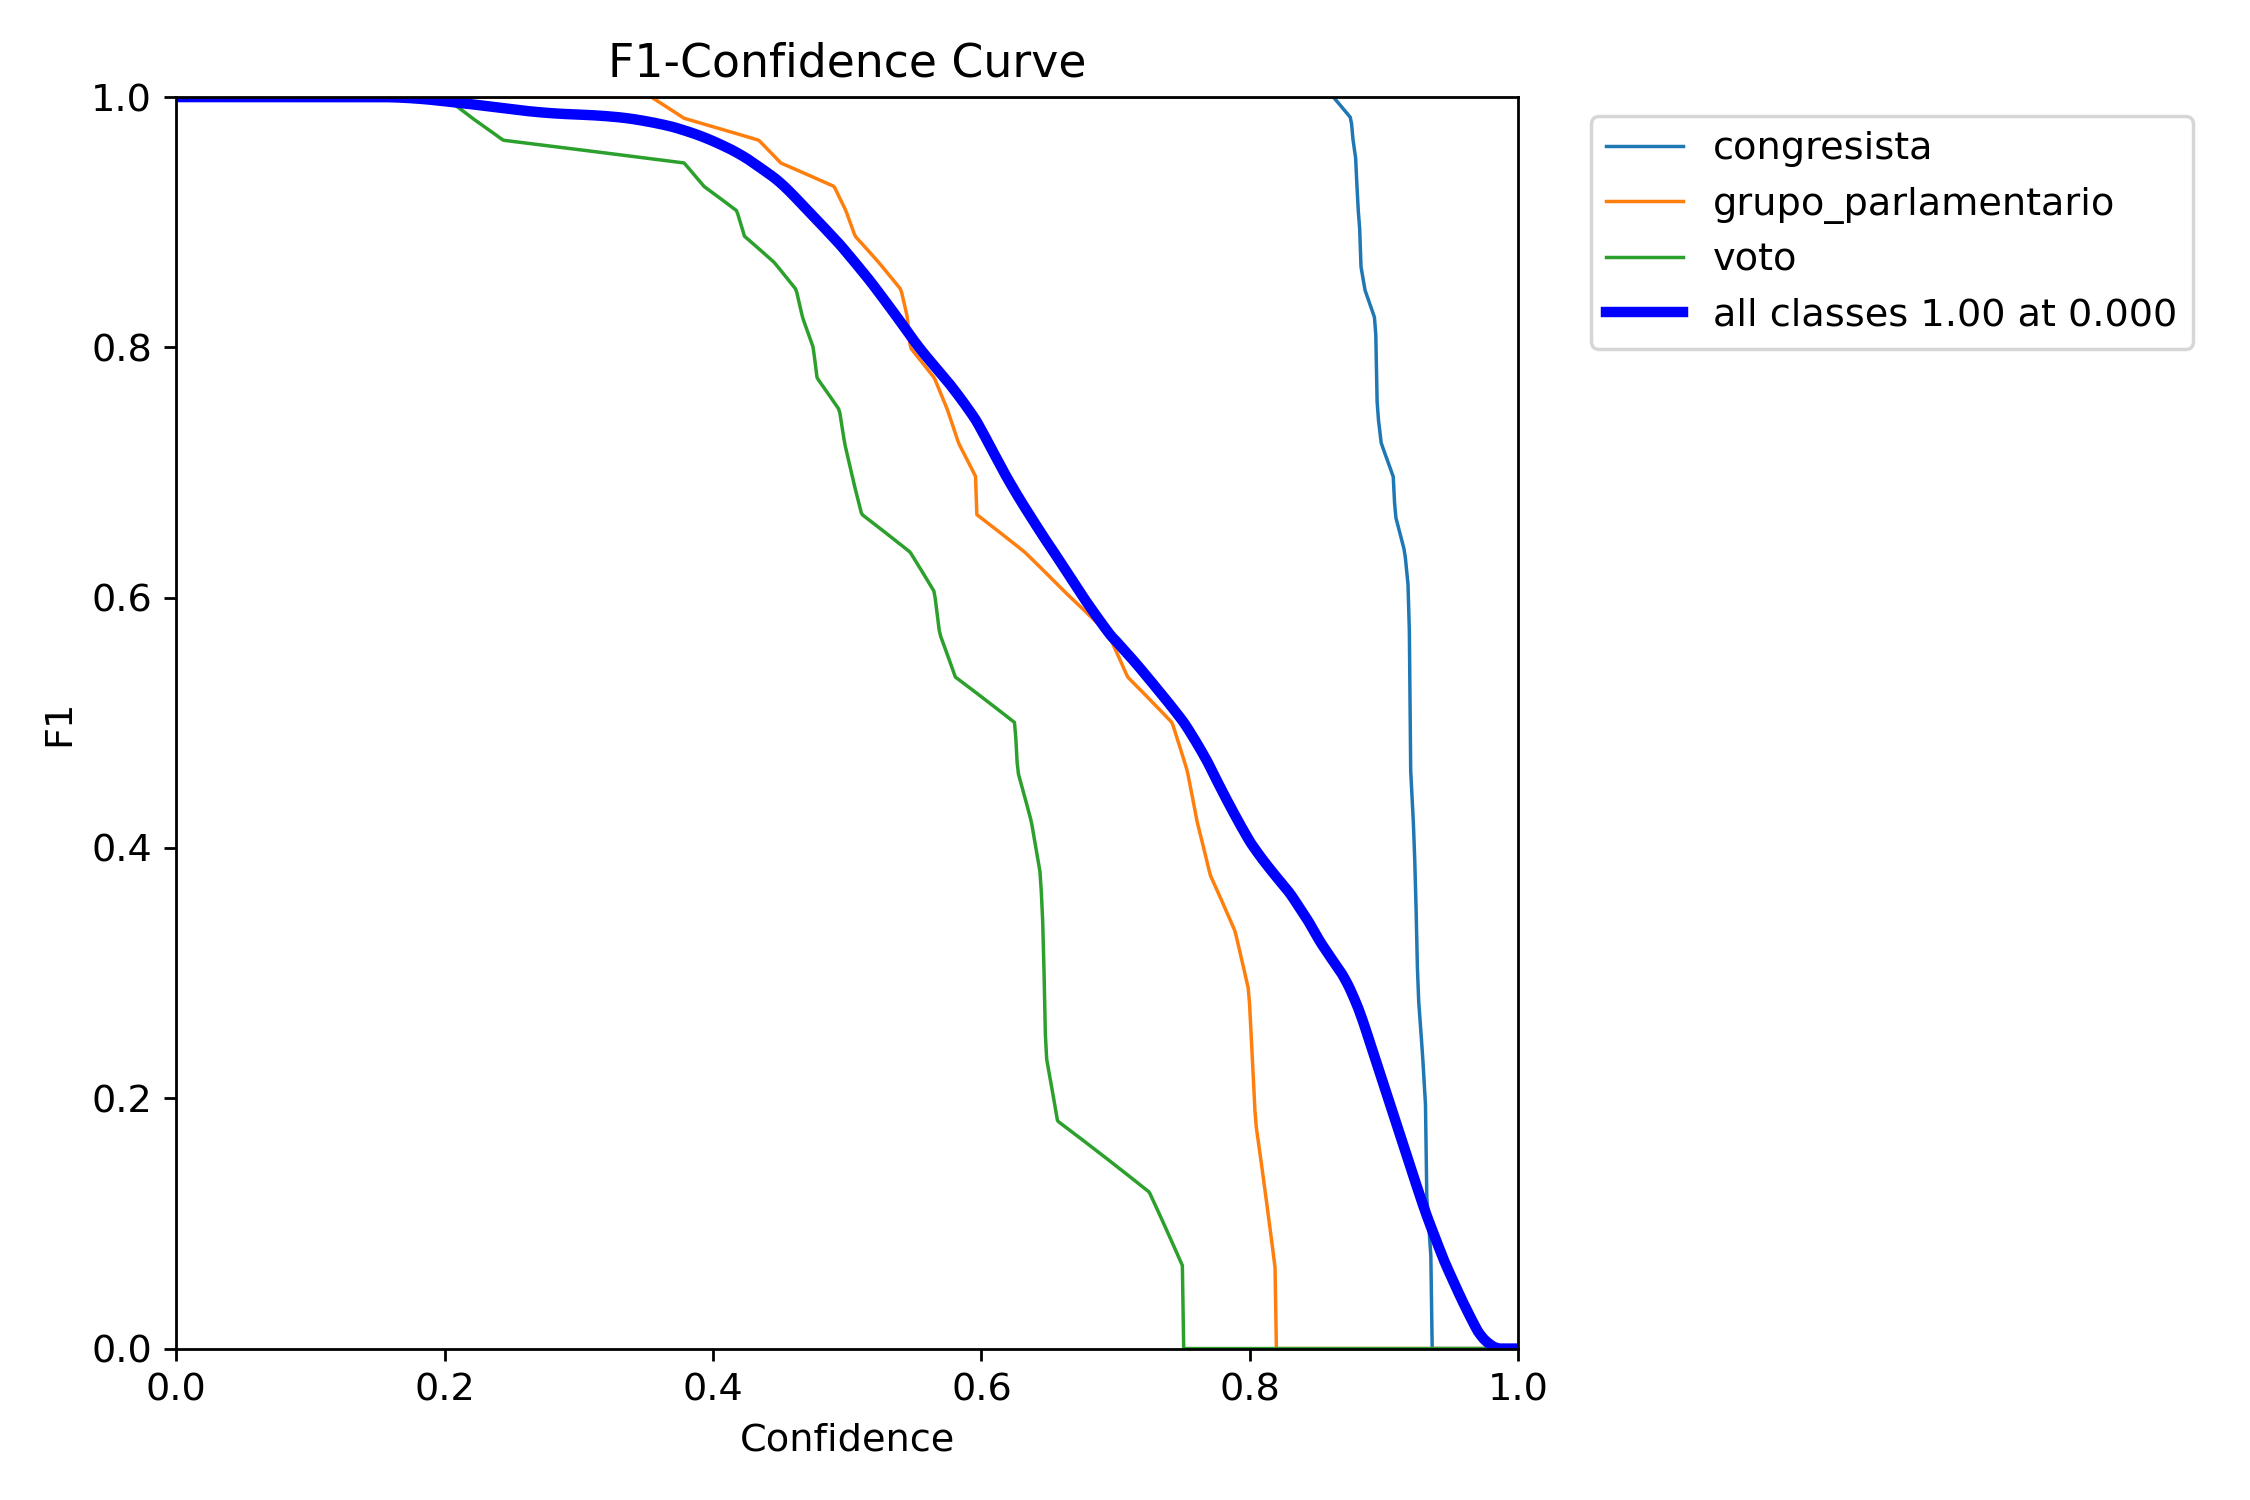 F1-Confidence Curve
1.0
0.8
0.6
0.4
0.2
0.0
F1
0.0 0.2 0.4 0.6 0.8 1.0
Confidence
congresista
grupo_parlamentario
voto
all classes 1.00 at 0.000